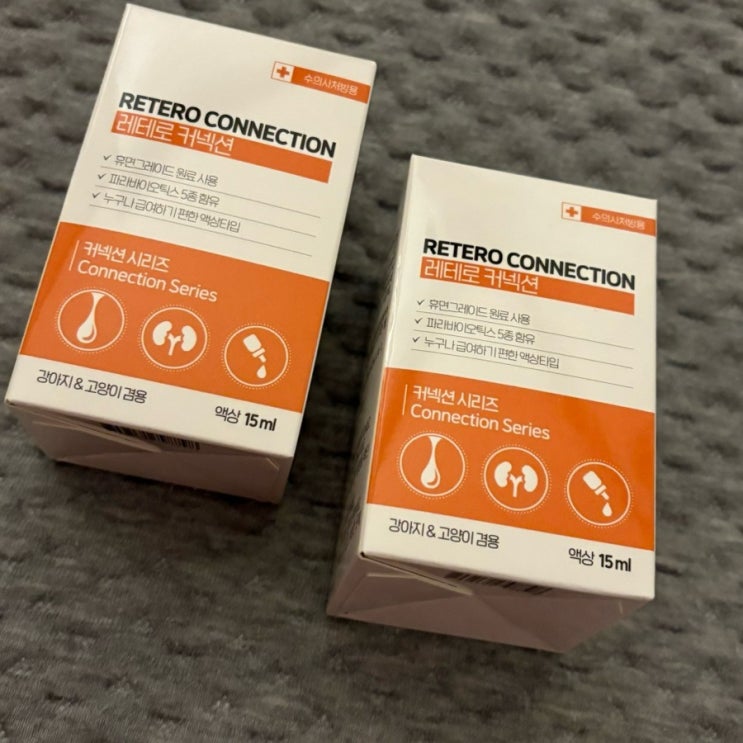 수의사처방용
RETERO CONNECTION
레테로 커넥션
휴먼그레이드 원료 사용
파라바이오틱스 5종 함유
누구나 급여하기 편한 액상타입
커넥션 시리즈
Connection Series
강아지 & 고양이 겸용
액상 15 ml
수의사처방용
RETERO CONNECTION
레테로 커넥션
휴먼그레이드 원료 사용
파라바이오틱스 5종 함유
누구나 급여하기 편한 액상타입
커넥션 시리즈
Connection Series
강아지 & 고양이 겸용
액상 15 ml